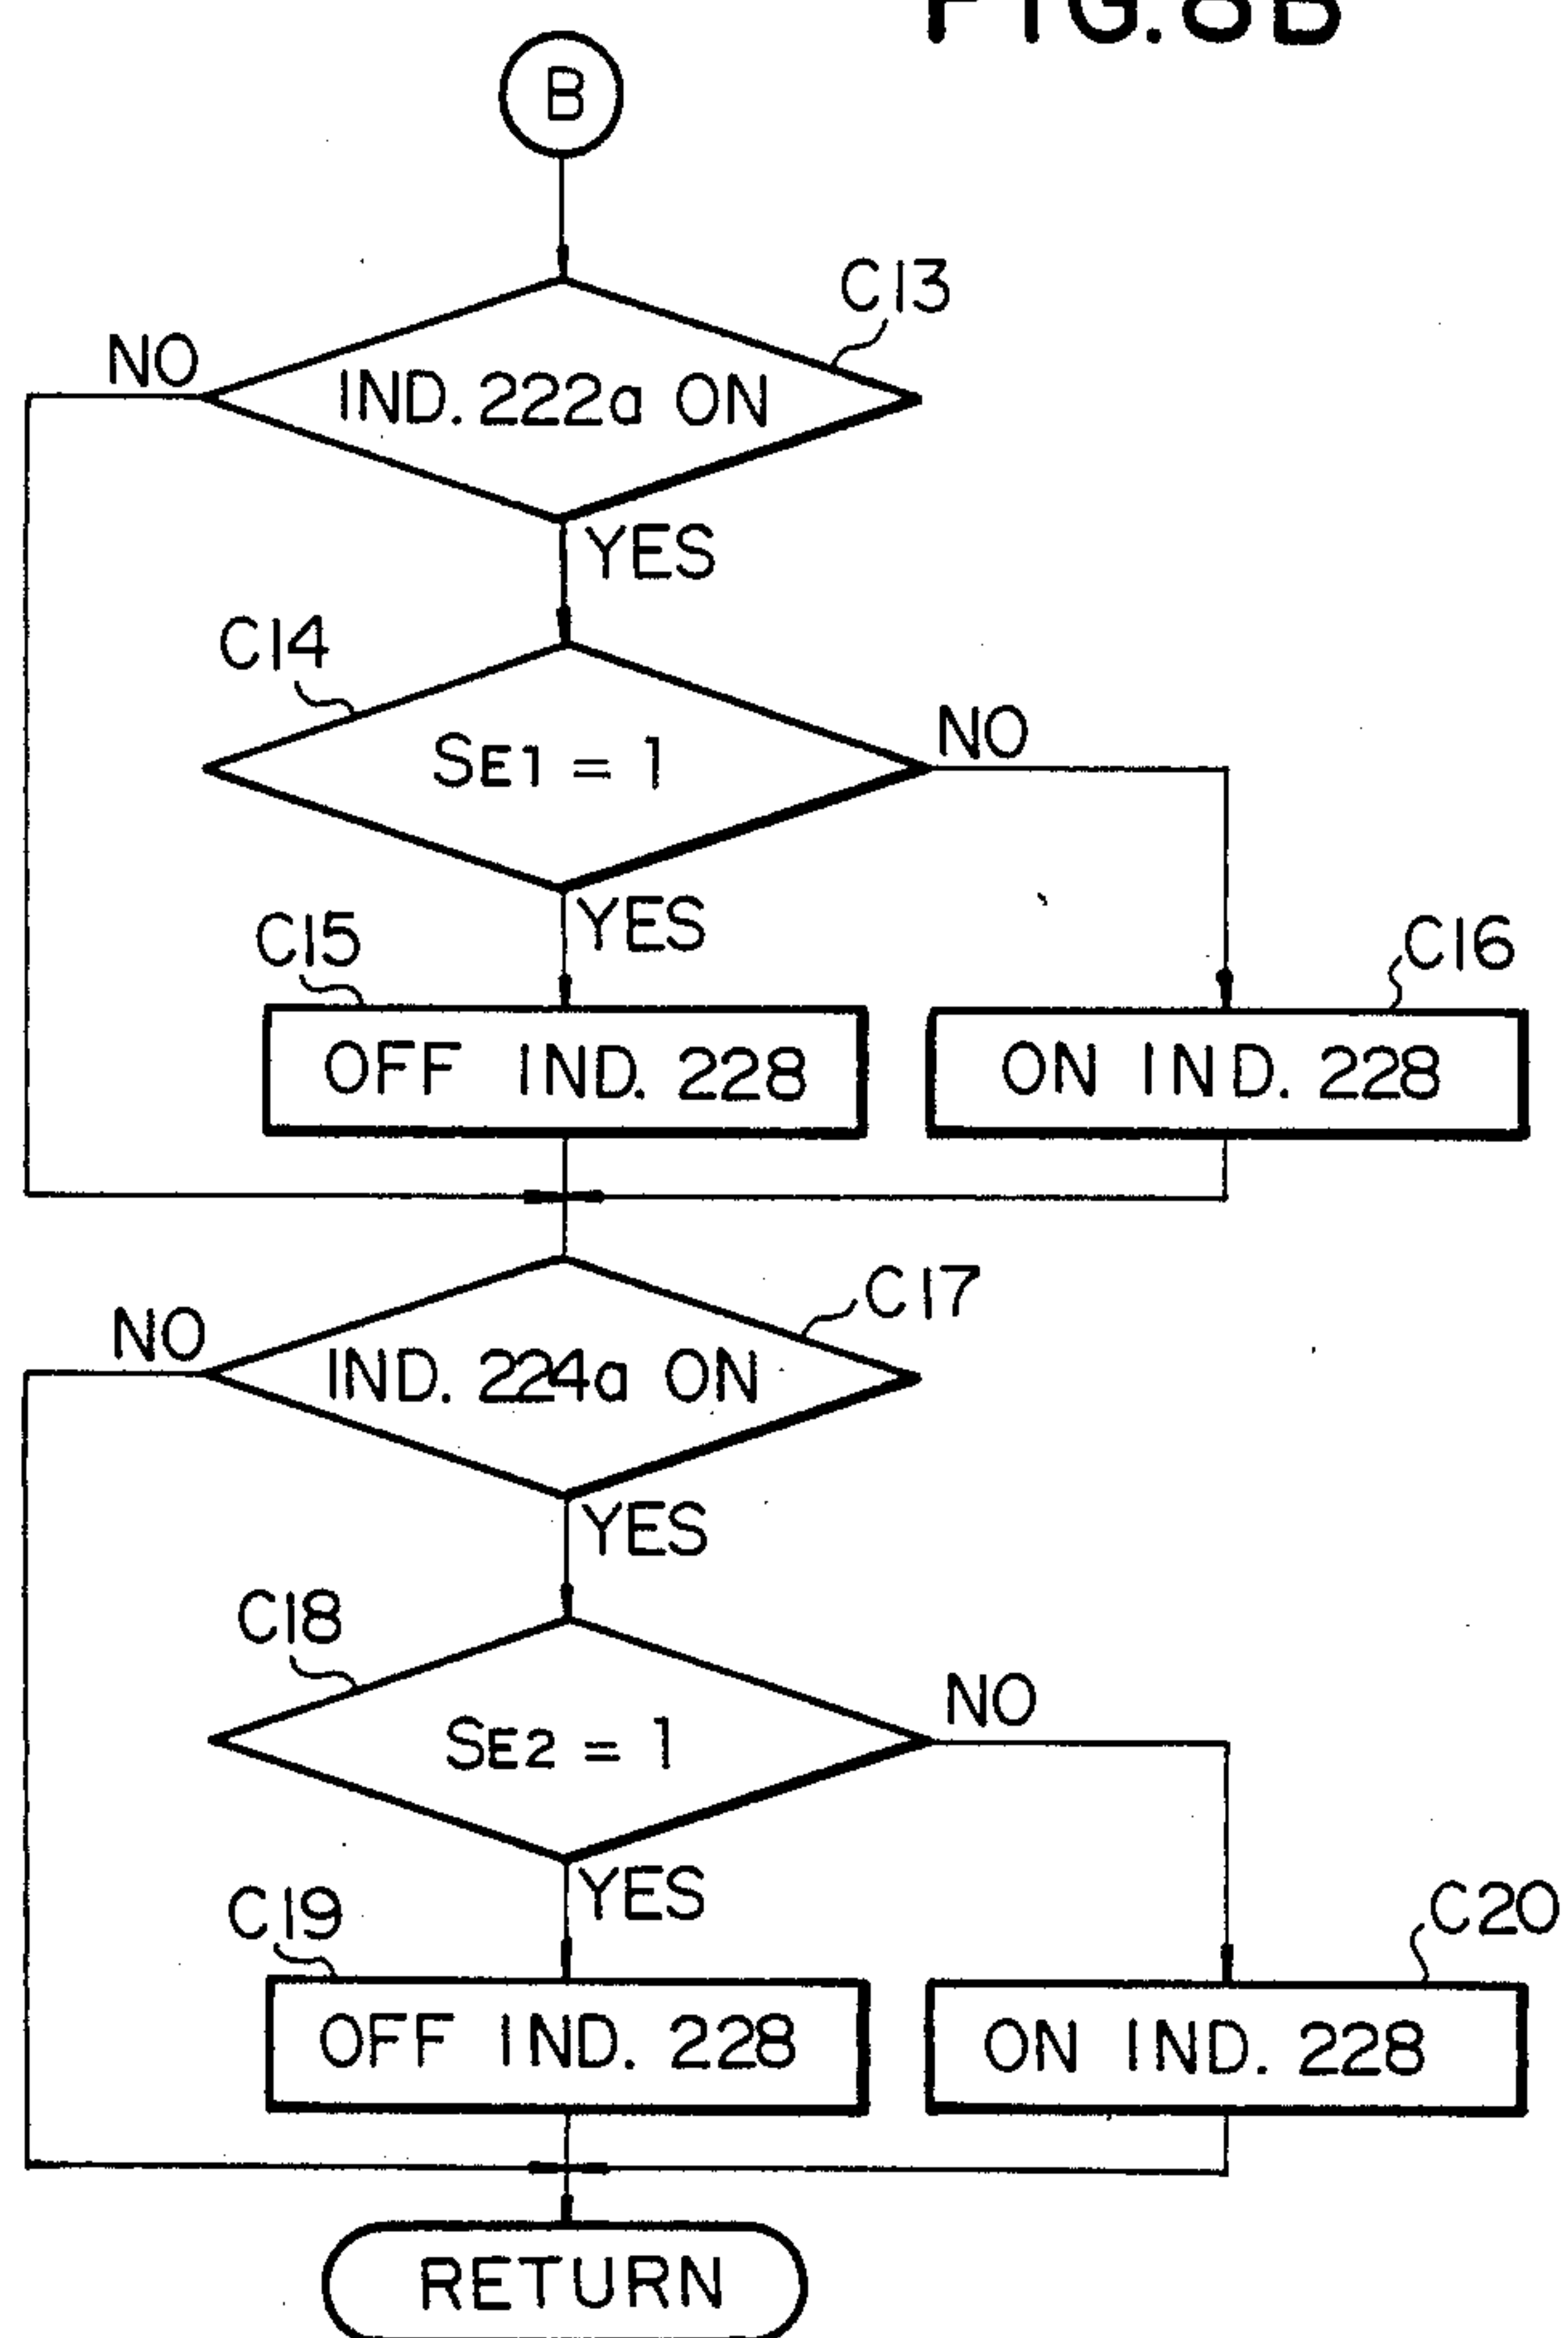 FIG. 8B
B
C13
NO
IND. 222a ON
YES
C14
SE1 = 1
NO
YES
C15
C16
OFF IND. 228
ON IND. 228
C17
NO
IND. 224a ON
YES
C18
SE2 = 1
NO
YES
C19
C20
OFF IND. 228
ON IND. 228
RETURN